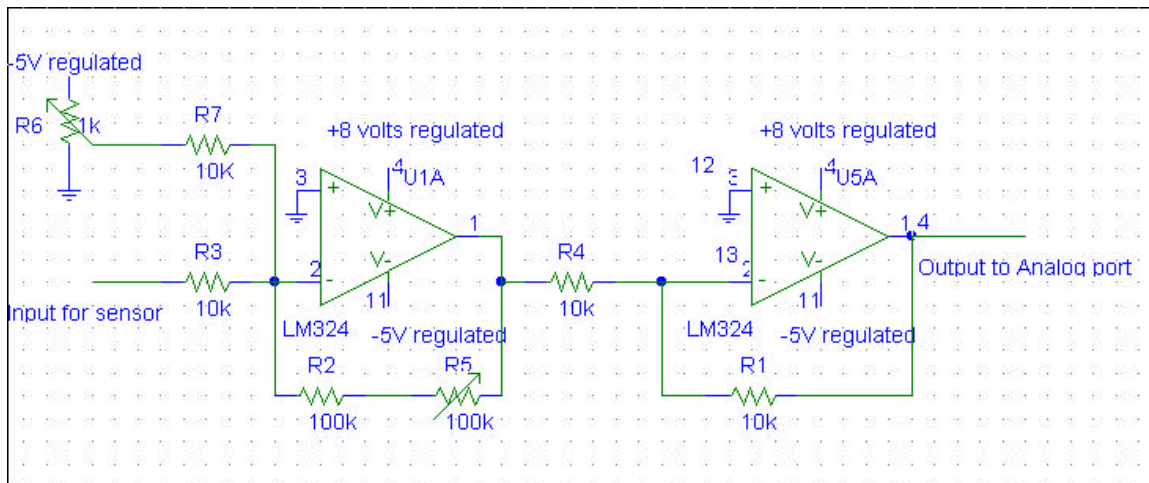 -5V regulated
R6
1k
R7
10K
+8 volts regulated
+8 volts regulated
3
+
4
U1A
V+
V-
1
12
3
+
4
U5A
V+
V-
1
4
R3
10k
2
-
11
R4
10k
13
2
-
11
Output to Analog port
Input for sensor
LM324
-5V regulated
LM324
-5V regulated
R2
100k
R5
100k
R1
10k